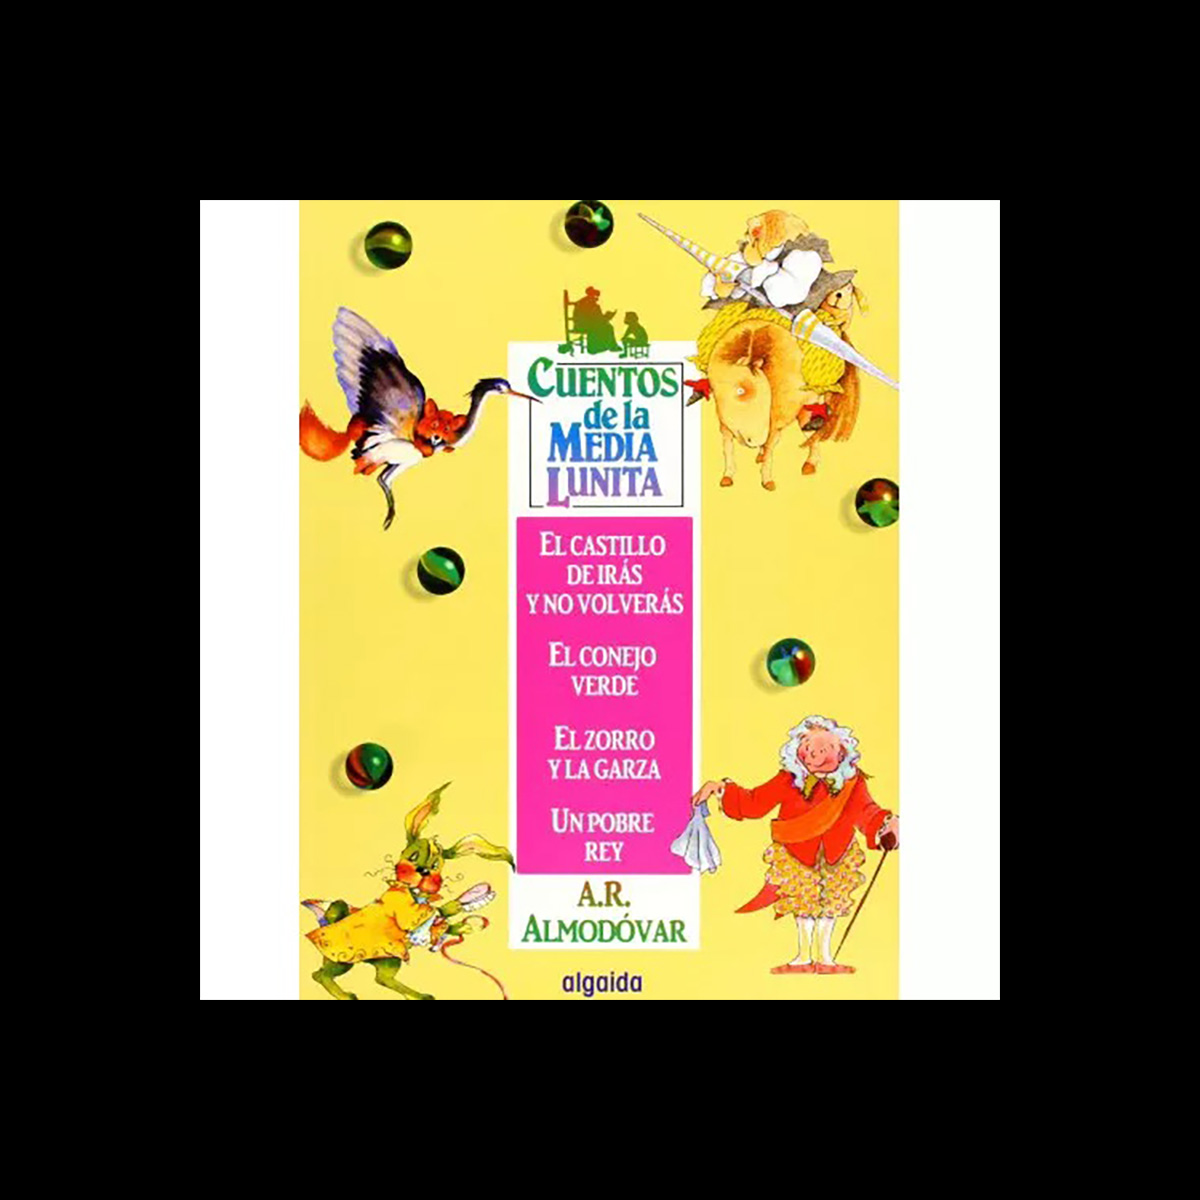 CUENTOS
de la
MEDIA
LUNITA
EL CASTILLO
DE IRÁS
Y NO VOLVERÁS
EL CONEJO
VERDE
EL ZORRO
Y LA GARZA
UN POBRE
REY
A.R.
ALMODÓVAR
algaida